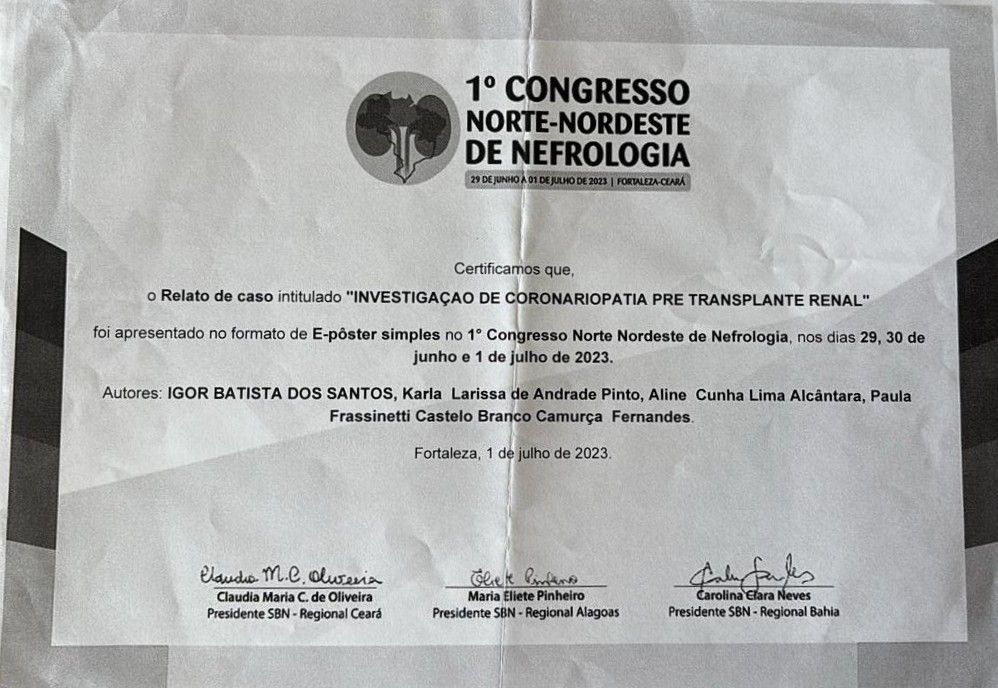 1º CONGRESSO
NORTE-NORDESTE
DE NEFROLOGIA
29 DE JUNHO A 01 DE JULHO DE 2023 | FORTALEZA-CEARÁ
Certificamos que,
o Relato de caso intitulado "INVESTIGAÇAO DE CORONARIOPATIA PRE TRANSPLANTE RENAL"
foi apresentado no formato de E-pôster simples no 1° Congresso Norte Nordeste de Nefrologia, nos dias 29, 30 de
junho e 1 de julho de 2023.
Autores: IGOR BATISTA DOS SANTOS, Karla Larissa de Andrade Pinto, Aline Cunha Lima Alcântara, Paula
Frassinetti Castelo Branco Camurça Fernandes.
Fortaleza, 1 de julho de 2023.
Claudia M. C. Oliveira
Claudia Maria C. de Oliveira
Presidente SBN - Regional Ceará
Eliete Pinheiro
Maria Eliete Pinheiro
Presidente SBN - Regional Alagoas
Carolina Clara Neves
Presidente SBN - Regional Bahia